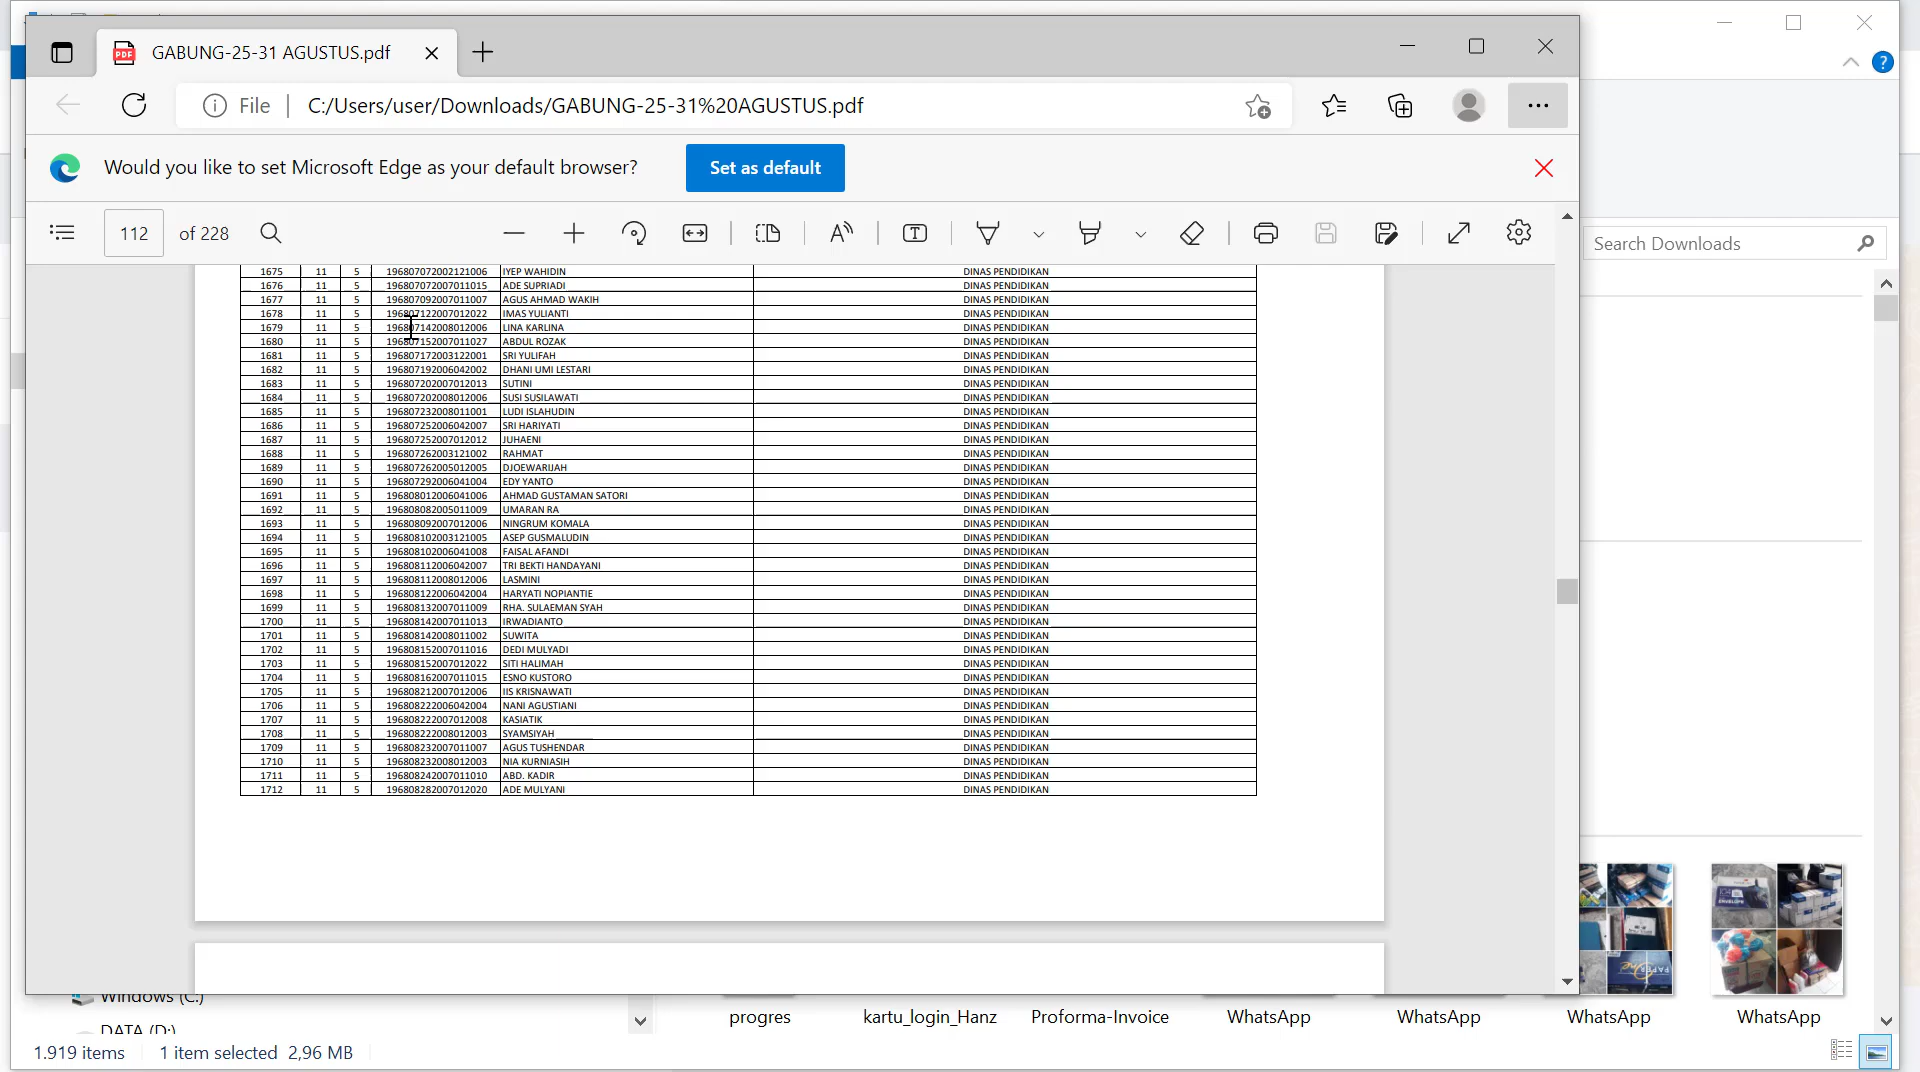 GABUNG-25-31 AGUSTUS.pdf
File C:/Users/user/Downloads/GABUNG-25-31%20AGUSTUS.pdf
Would you like to set Microsoft Edge as your default browser? Set as default
112 of 228
Search Downloads
1675 11 5 196807072002121006 IYEP WAHIDIN DINAS PENDIDIKAN
1676 11 5 196807072007011015 ADE SUPRIADI DINAS PENDIDIKAN
1677 11 5 196807092007011007 AGUS AHMAD WAKIH DINAS PENDIDIKAN
1678 11 5 196807122007012022 IMAS YULIANTI DINAS PENDIDIKAN
1679 11 5 196807142008012006 LINA KARLINA DINAS PENDIDIKAN
1680 11 5 196807152007011027 ABDUL ROZAK DINAS PENDIDIKAN
1681 11 5 196807172003122001 SRI YULIFAH DINAS PENDIDIKAN
1682 11 5 196807192006042002 DHANI UMI LESTARI DINAS PENDIDIKAN
1683 11 5 196807202007012013 SUTINI DINAS PENDIDIKAN
1684 11 5 196807202008012006 SUSI SUSILAWATI DINAS PENDIDIKAN
1685 11 5 196807232008011001 LUDI ISLAHUDIN DINAS PENDIDIKAN
1686 11 5 196807252006042007 SRI HARIYATI DINAS PENDIDIKAN
1687 11 5 196807252007012012 JUHAENI DINAS PENDIDIKAN
1688 11 5 196807262003121002 RAHMAT DINAS PENDIDIKAN
1689 11 5 196807262005012005 DJOEWARIJAH DINAS PENDIDIKAN
1690 11 5 196807292006041004 EDY YANTO DINAS PENDIDIKAN
1691 11 5 196808012006041006 AHMAD GUSTAMAN SATORI DINAS PENDIDIKAN
1692 11 5 196808082005011009 UMARAN RA DINAS PENDIDIKAN
1693 11 5 196808092007012006 NINGRUM KOMALA DINAS PENDIDIKAN
1694 11 5 196808102003121005 ASEP GUSMALUDIN DINAS PENDIDIKAN
1695 11 5 196808102006041008 FAISAL AFANDI DINAS PENDIDIKAN
1696 11 5 196808112006042007 TRI BEKTI HANDAYANI DINAS PENDIDIKAN
1697 11 5 196808112008012006 LASMINI DINAS PENDIDIKAN
1698 11 5 196808122006042004 HARYATI NOPIANTIE DINAS PENDIDIKAN
1699 11 5 196808132007011009 RHA. SULAEMAN SYAH DINAS PENDIDIKAN
1700 11 5 196808142007011013 IRWADIANTO DINAS PENDIDIKAN
1701 11 5 196808142008011002 SUWITA DINAS PENDIDIKAN
1702 11 5 196808152007011016 DEDI MULYADI DINAS PENDIDIKAN
1703 11 5 196808152007012022 SITI HALIMAH DINAS PENDIDIKAN
1704 11 5 196808162007011015 ESNO KUSTORO DINAS PENDIDIKAN
1705 11 5 196808212007012006 IIS KRISNAWATI DINAS PENDIDIKAN
1706 11 5 196808222006042004 NANI AGUSTIANI DINAS PENDIDIKAN
1707 11 5 196808222007012008 KASIATIK DINAS PENDIDIKAN
1708 11 5 196808222008012003 SYAMSIYAH DINAS PENDIDIKAN
1709 11 5 196808232007011007 AGUS TUSHENDAR DINAS PENDIDIKAN
1710 11 5 196808232008012003 NIA KURNIASIH DINAS PENDIDIKAN
1711 11 5 196808242007011010 ABD. KADIR DINAS PENDIDIKAN
1712 11 5 196808282007012020 ADE MULYANI DINAS PENDIDIKAN
Windows (C:)
DATA (D:)
progres kartu_login_Hanz Proforma-Invoice WhatsApp WhatsApp WhatsApp WhatsApp
1.919 items 1 item selected 2,96 MB